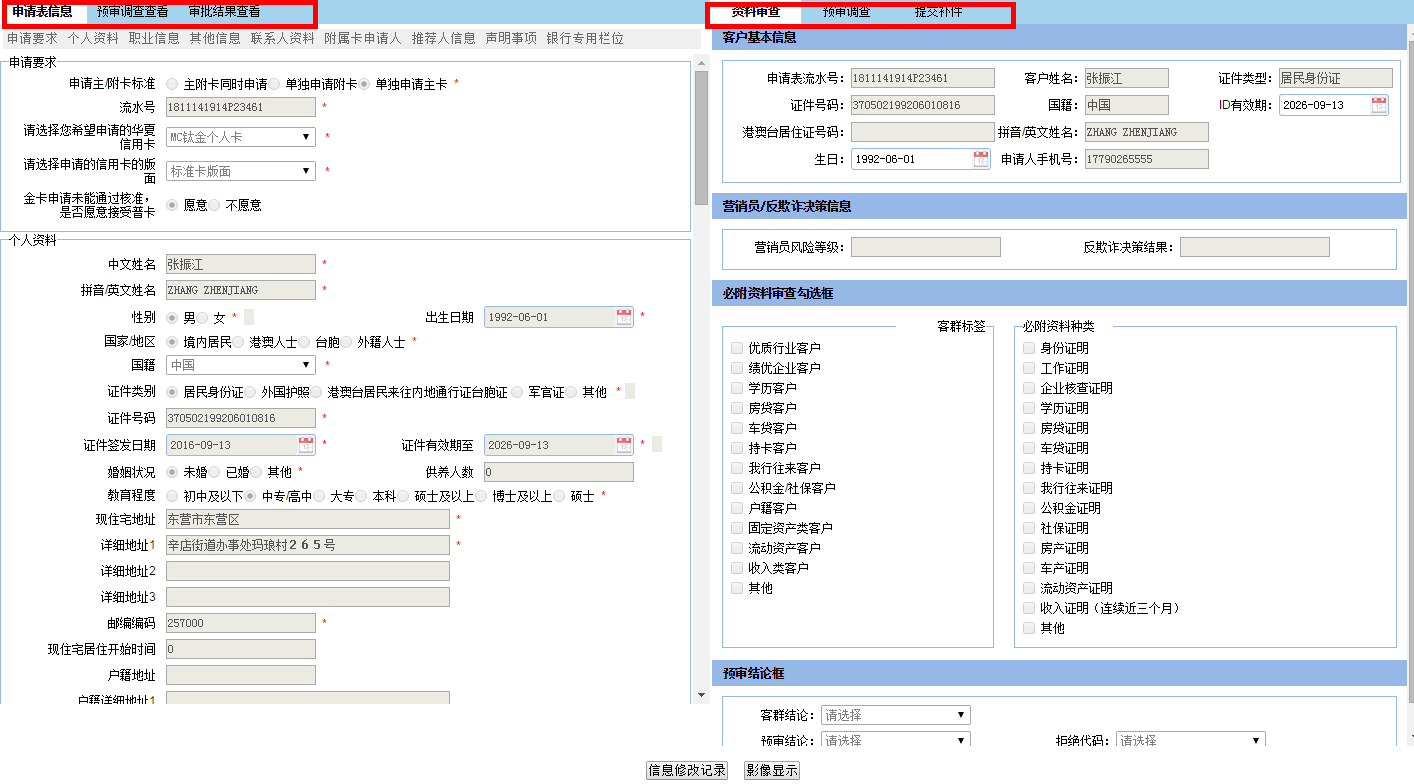 申请表信息 预审调查查看 审批结果查看
申请要求 个人资料 职业信息 其他信息 联系人资料 附属卡申请人 推荐人信息 声明事项 银行专用栏位
申请要求
申请主/附卡标准 主附卡同时申请 单独申请附卡 单独申请主卡 *
流水号 1811141914P23461 *
请选择您希望申请的华夏
信用卡 MC钛金个人卡 *
请选择申请的信用卡的版
面 标准卡版面 *
金卡申请未能通过核准，
是否愿意接受普卡 愿意 不愿意
个人资料
中文姓名 张振江 *
拼音/英文姓名 ZHANG ZHENJIANG *
性别 男 女 * 出生日期 1992-06-01 *
国家/地区 境内居民 港澳人士 台胞 外籍人士 *
国籍 中国 *
证件类别 居民身份证 外国护照 港澳台居民来往内地通行证台胞证 军官证 其他 *
证件号码 370502199206010816 *
证件签发日期 2016-09-13 * 证件有效期至 2026-09-13 *
婚姻状况 未婚 已婚 其他 * 供养人数 0
教育程度 初中及以下 中专/高中 大专 本科 硕士及以上 博士及以上 硕士 *
现住宅地址 东营市东营区 *
详细地址1 辛店街道办事处玛琅村２６５号 *
详细地址2
详细地址3
邮编编码 257000 *
现住宅居住开始时间 0
户籍地址
户籍详细地址1
资料审查 预审调查 提交补件
客户基本信息
申请表流水号： 1811141914P23461 客户姓名： 张振江 证件类型： 居民身份证
证件号码： 370502199206010816 国籍： 中国 ID有效期： 2026-09-13
港澳台居住证号码： 拼音/英文姓名： ZHANG ZHENJIANG
生日： 1992-06-01 申请人手机号： 17790265555
营销员/反欺诈决策信息
营销员风险等级： 反欺诈决策结果：
必附资料审查勾选框
客群标签
优质行业客户
绩优企业客户
学历客户
房贷客户
车贷客户
持卡客户
我行往来客户
公积金/社保客户
户籍客户
固定资产类客户
流动资产客户
收入类客户
其他
必附资料种类
身份证明
工作证明
企业核查证明
学历证明
房贷证明
车贷证明
持卡证明
我行往来证明
公积金证明
社保证明
房产证明
车产证明
流动资产证明
收入证明（连续近三个月）
其他
预审结论框
客群结论： 请选择
预审结论： 请选择 拒绝代码： 请选择
信息修改记录 影像显示